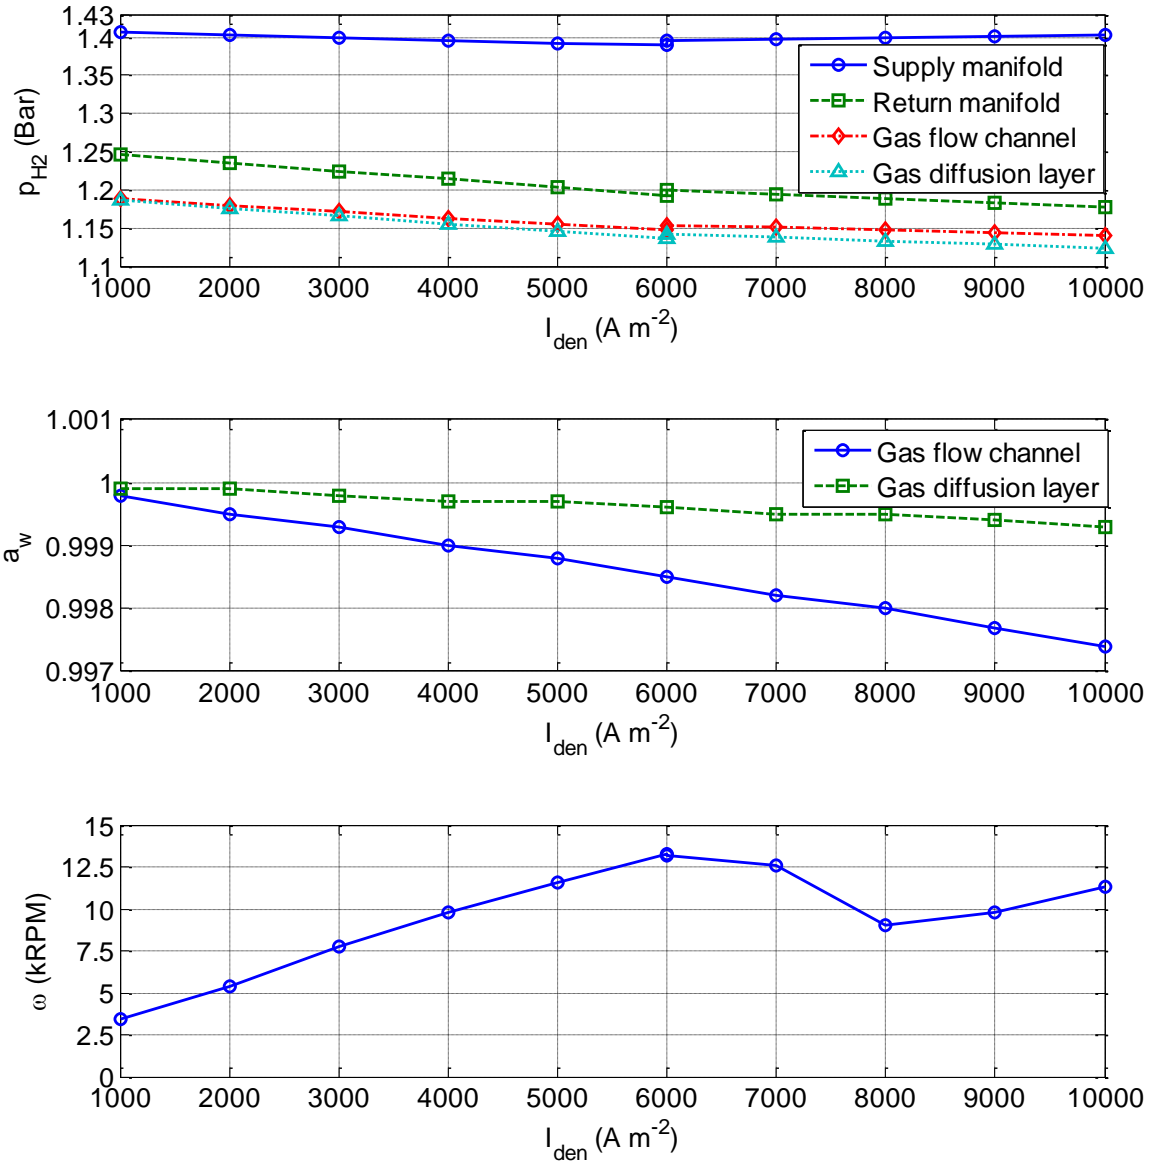 1.43
1.4
1.35
1.3
1.25
1.2
1.15
1.1
p_H2 (Bar)
Supply manifold
Return manifold
Gas flow channel
Gas diffusion layer
1000 2000 3000 4000 5000 6000 7000 8000 9000 10000
I_den (A m^-2)
1.001
1
0.999
0.998
0.997
a_w
Gas flow channel
Gas diffusion layer
1000 2000 3000 4000 5000 6000 7000 8000 9000 10000
I_den (A m^-2)
15
12.5
10
7.5
5
2.5
0
ω (kRPM)
1000 2000 3000 4000 5000 6000 7000 8000 9000 10000
I_den (A m^-2)